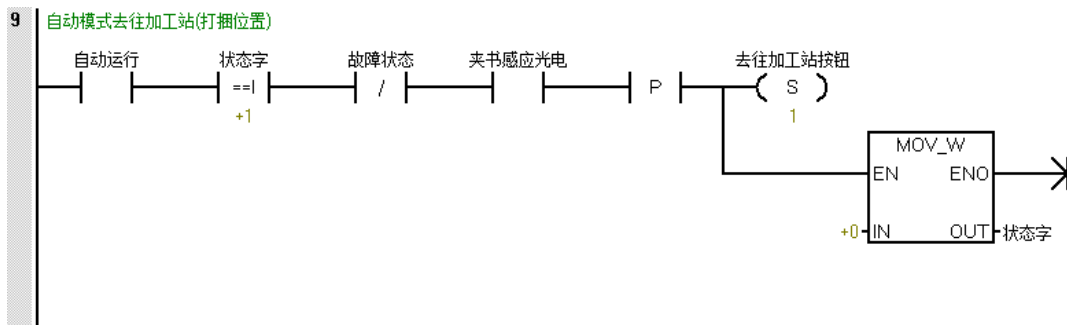 9 自动模式去往加工站(打捆位置)
自动运行 状态字 故障状态 夹书感应光电 去往加工站按钮
==I / P S
+1 1
MOV_W
EN ENO
+0 IN OUT 状态字